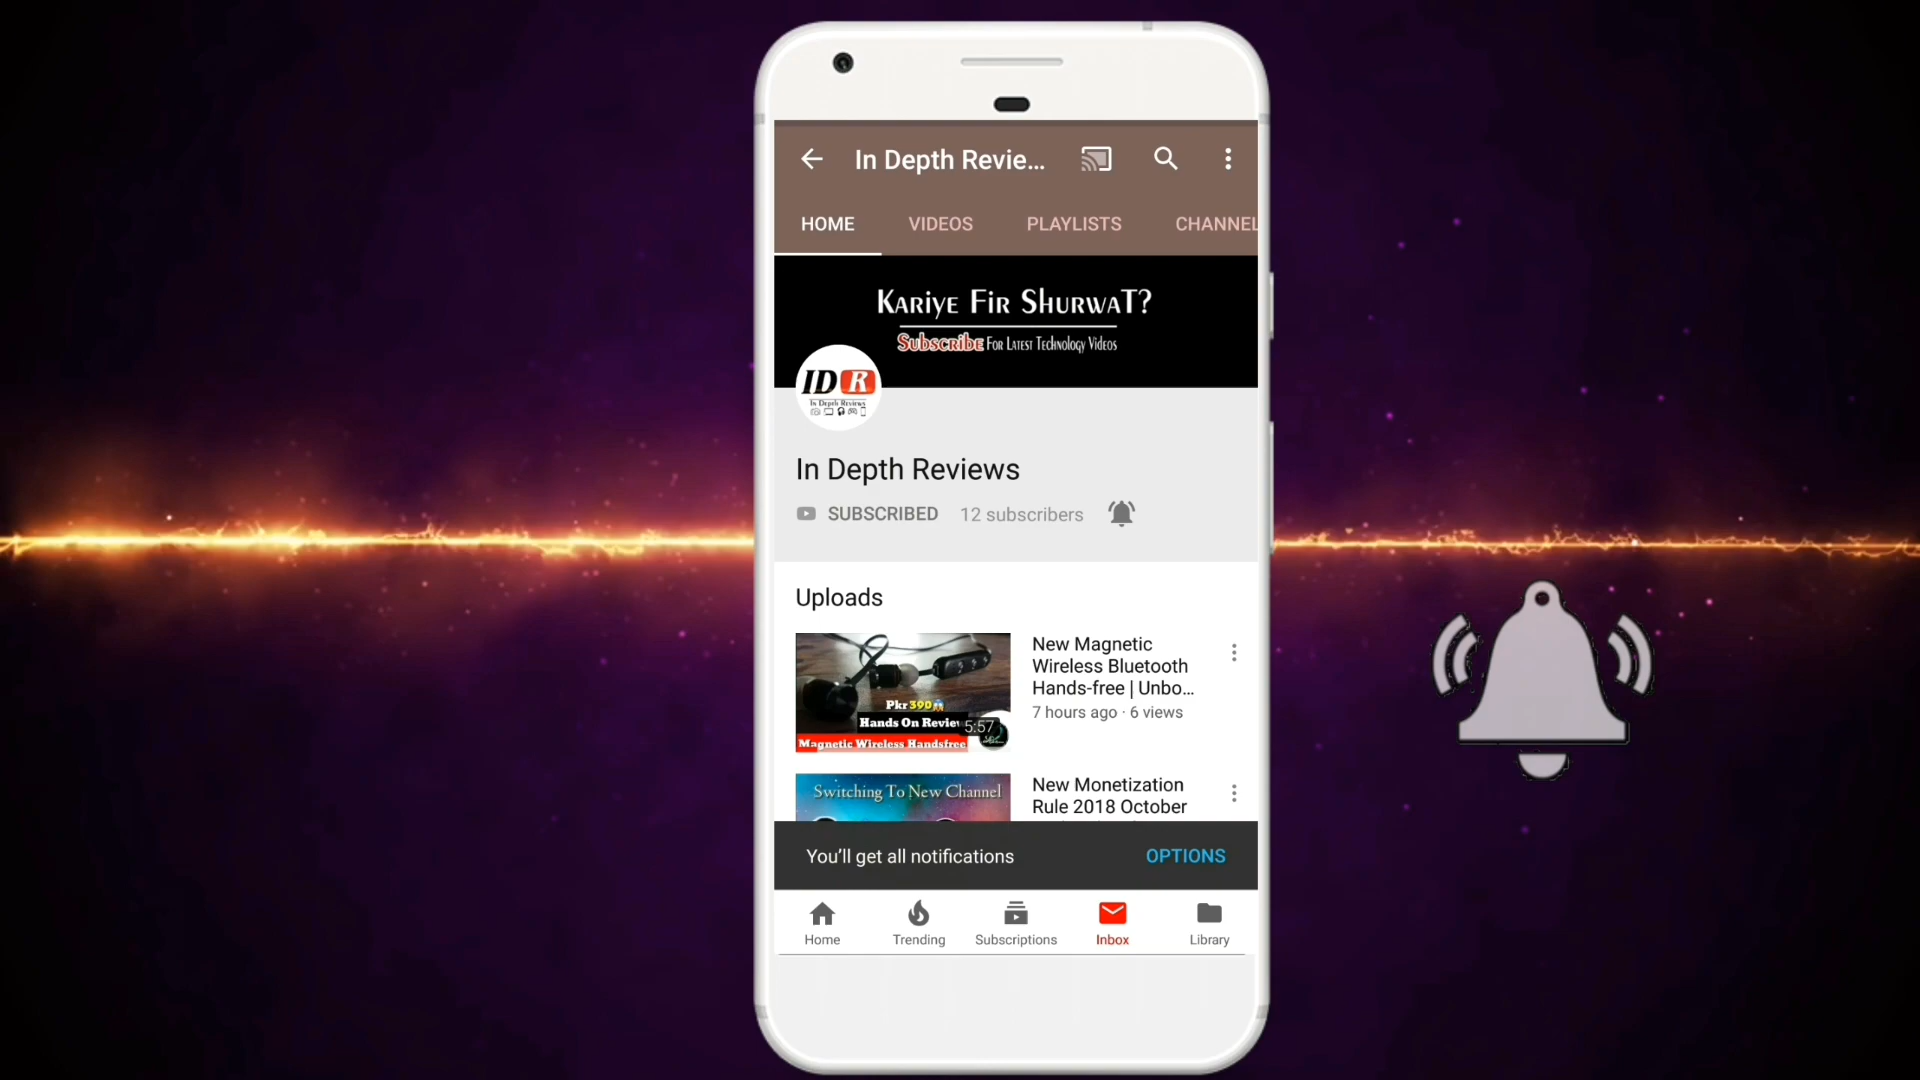 In Depth Revie...
HOME VIDEOS PLAYLISTS CHANNEL
Kariye Fir Shurwat?
Subscribe For Latest Technology Videos
IDR
In Depth Reviews
In Depth Reviews
SUBSCRIBED 12 subscribers
Uploads
Pkr 390
Hands On Review
5:57
Magnetic Wireless Handsfree
New Magnetic
Wireless Bluetooth
Hands-free | Unbo...
7 hours ago · 6 views
Switching To New Channel
New Monetization
Rule 2018 October
You'll get all notifications OPTIONS
Home Trending Subscriptions Inbox Library